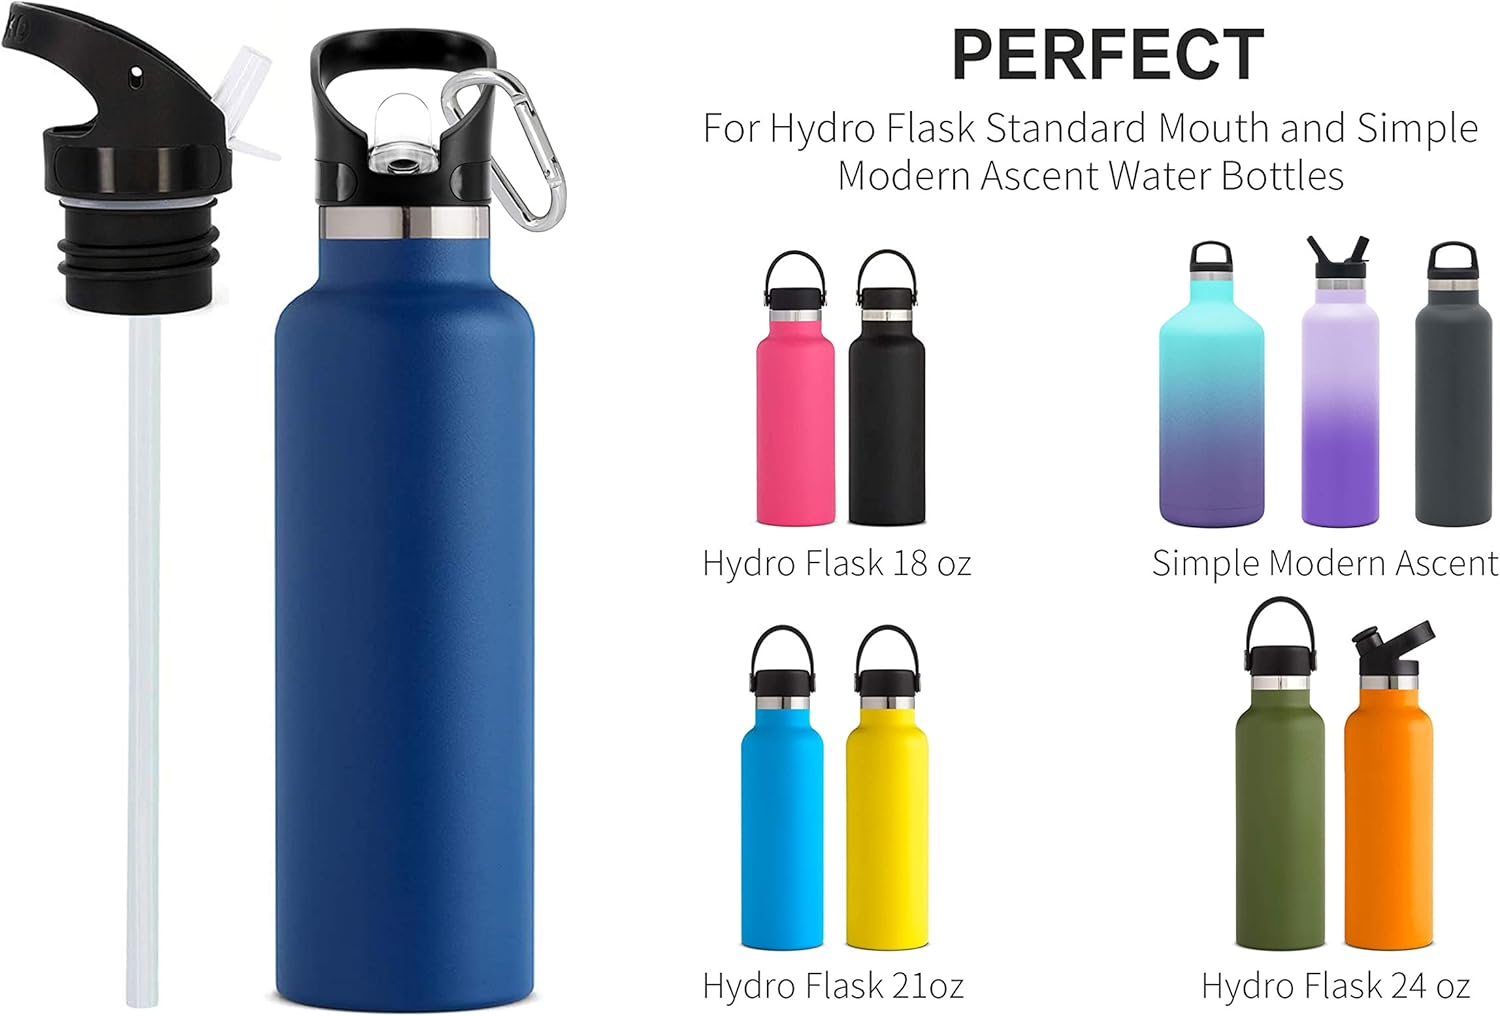 PERFECT
For Hydro Flask Standard Mouth and Simple
Modern Ascent Water Bottles
Hydro Flask 18 oz
Simple Modern Ascent
Hydro Flask 21oz
Hydro Flask 24 oz